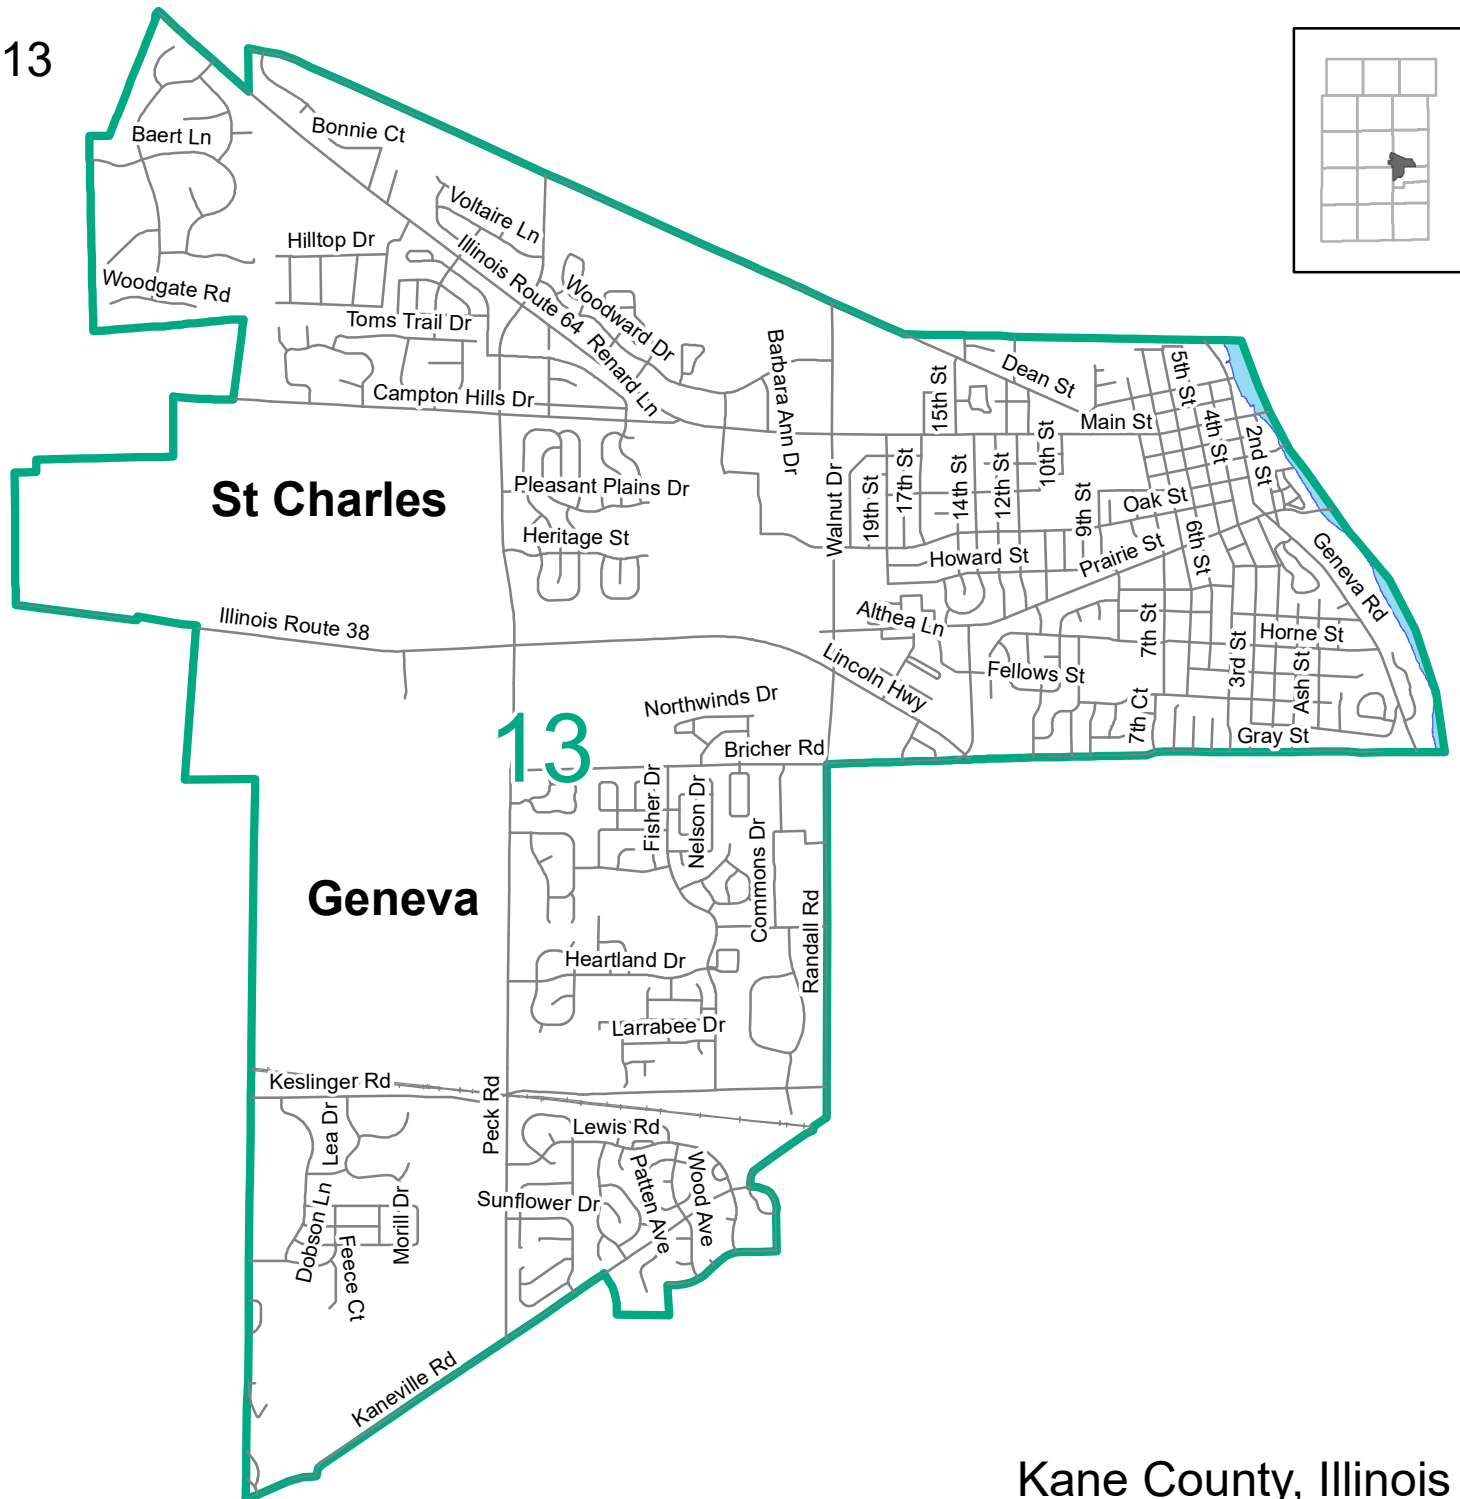 13
Baert Ln
Bonnie Ct
Voltaire Ln
Hilltop Dr
Illinois Route 64
Woodgate Rd
Woodward Dr
Toms Trail Dr
Renard Ln
Barbara Ann Dr
Campton Hills Dr
15th St
Dean St
5th St
Main St
4th St
2nd St
St Charles
Pleasant Plains Dr
Heritage St
Walnut Dr
19th St
17th St
14th St
12th St
10th St
9th St
Oak St
Howard St
Prairie St
6th St
Geneva Rd
Illinois Route 38
Althea Ln
Lincoln Hwy
Fellows St
7th St
3rd St
Horne St
Ash St
7th Ct
Gray St
Northwinds Dr
13
Bricher Rd
Fisher Dr
Nelson Dr
Commons Dr
Geneva
Randall Rd
Heartland Dr
Larrabee Dr
Keslinger Rd
Peck Rd
Lea Dr
Lewis Rd
Dobson Ln
Morill Dr
Sunflower Dr
Patten Ave
Wood Ave
Feece Ct
Kaneville Rd
Kane County, Illinois